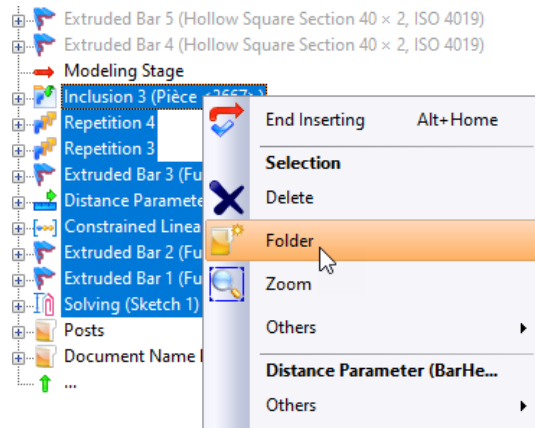 Extruded Bar 5 (Hollow Square Section 40 × 2, ISO 4019)
Extruded Bar 4 (Hollow Square Section 40 × 2, ISO 4019)
Modeling Stage
Inclusion 3 (Pièce <2667>)
Repetition 4
Repetition 3
Extruded Bar 3 (Fu
Distance Paramete
Constrained Linea
Extruded Bar 2 (Fu
Extruded Bar 1 (Fu
Solving (Sketch 1)
Posts
Document Name
...
End Inserting Alt+Home
Selection
Delete
Folder
Zoom
Others
Distance Parameter (BarHe...
Others